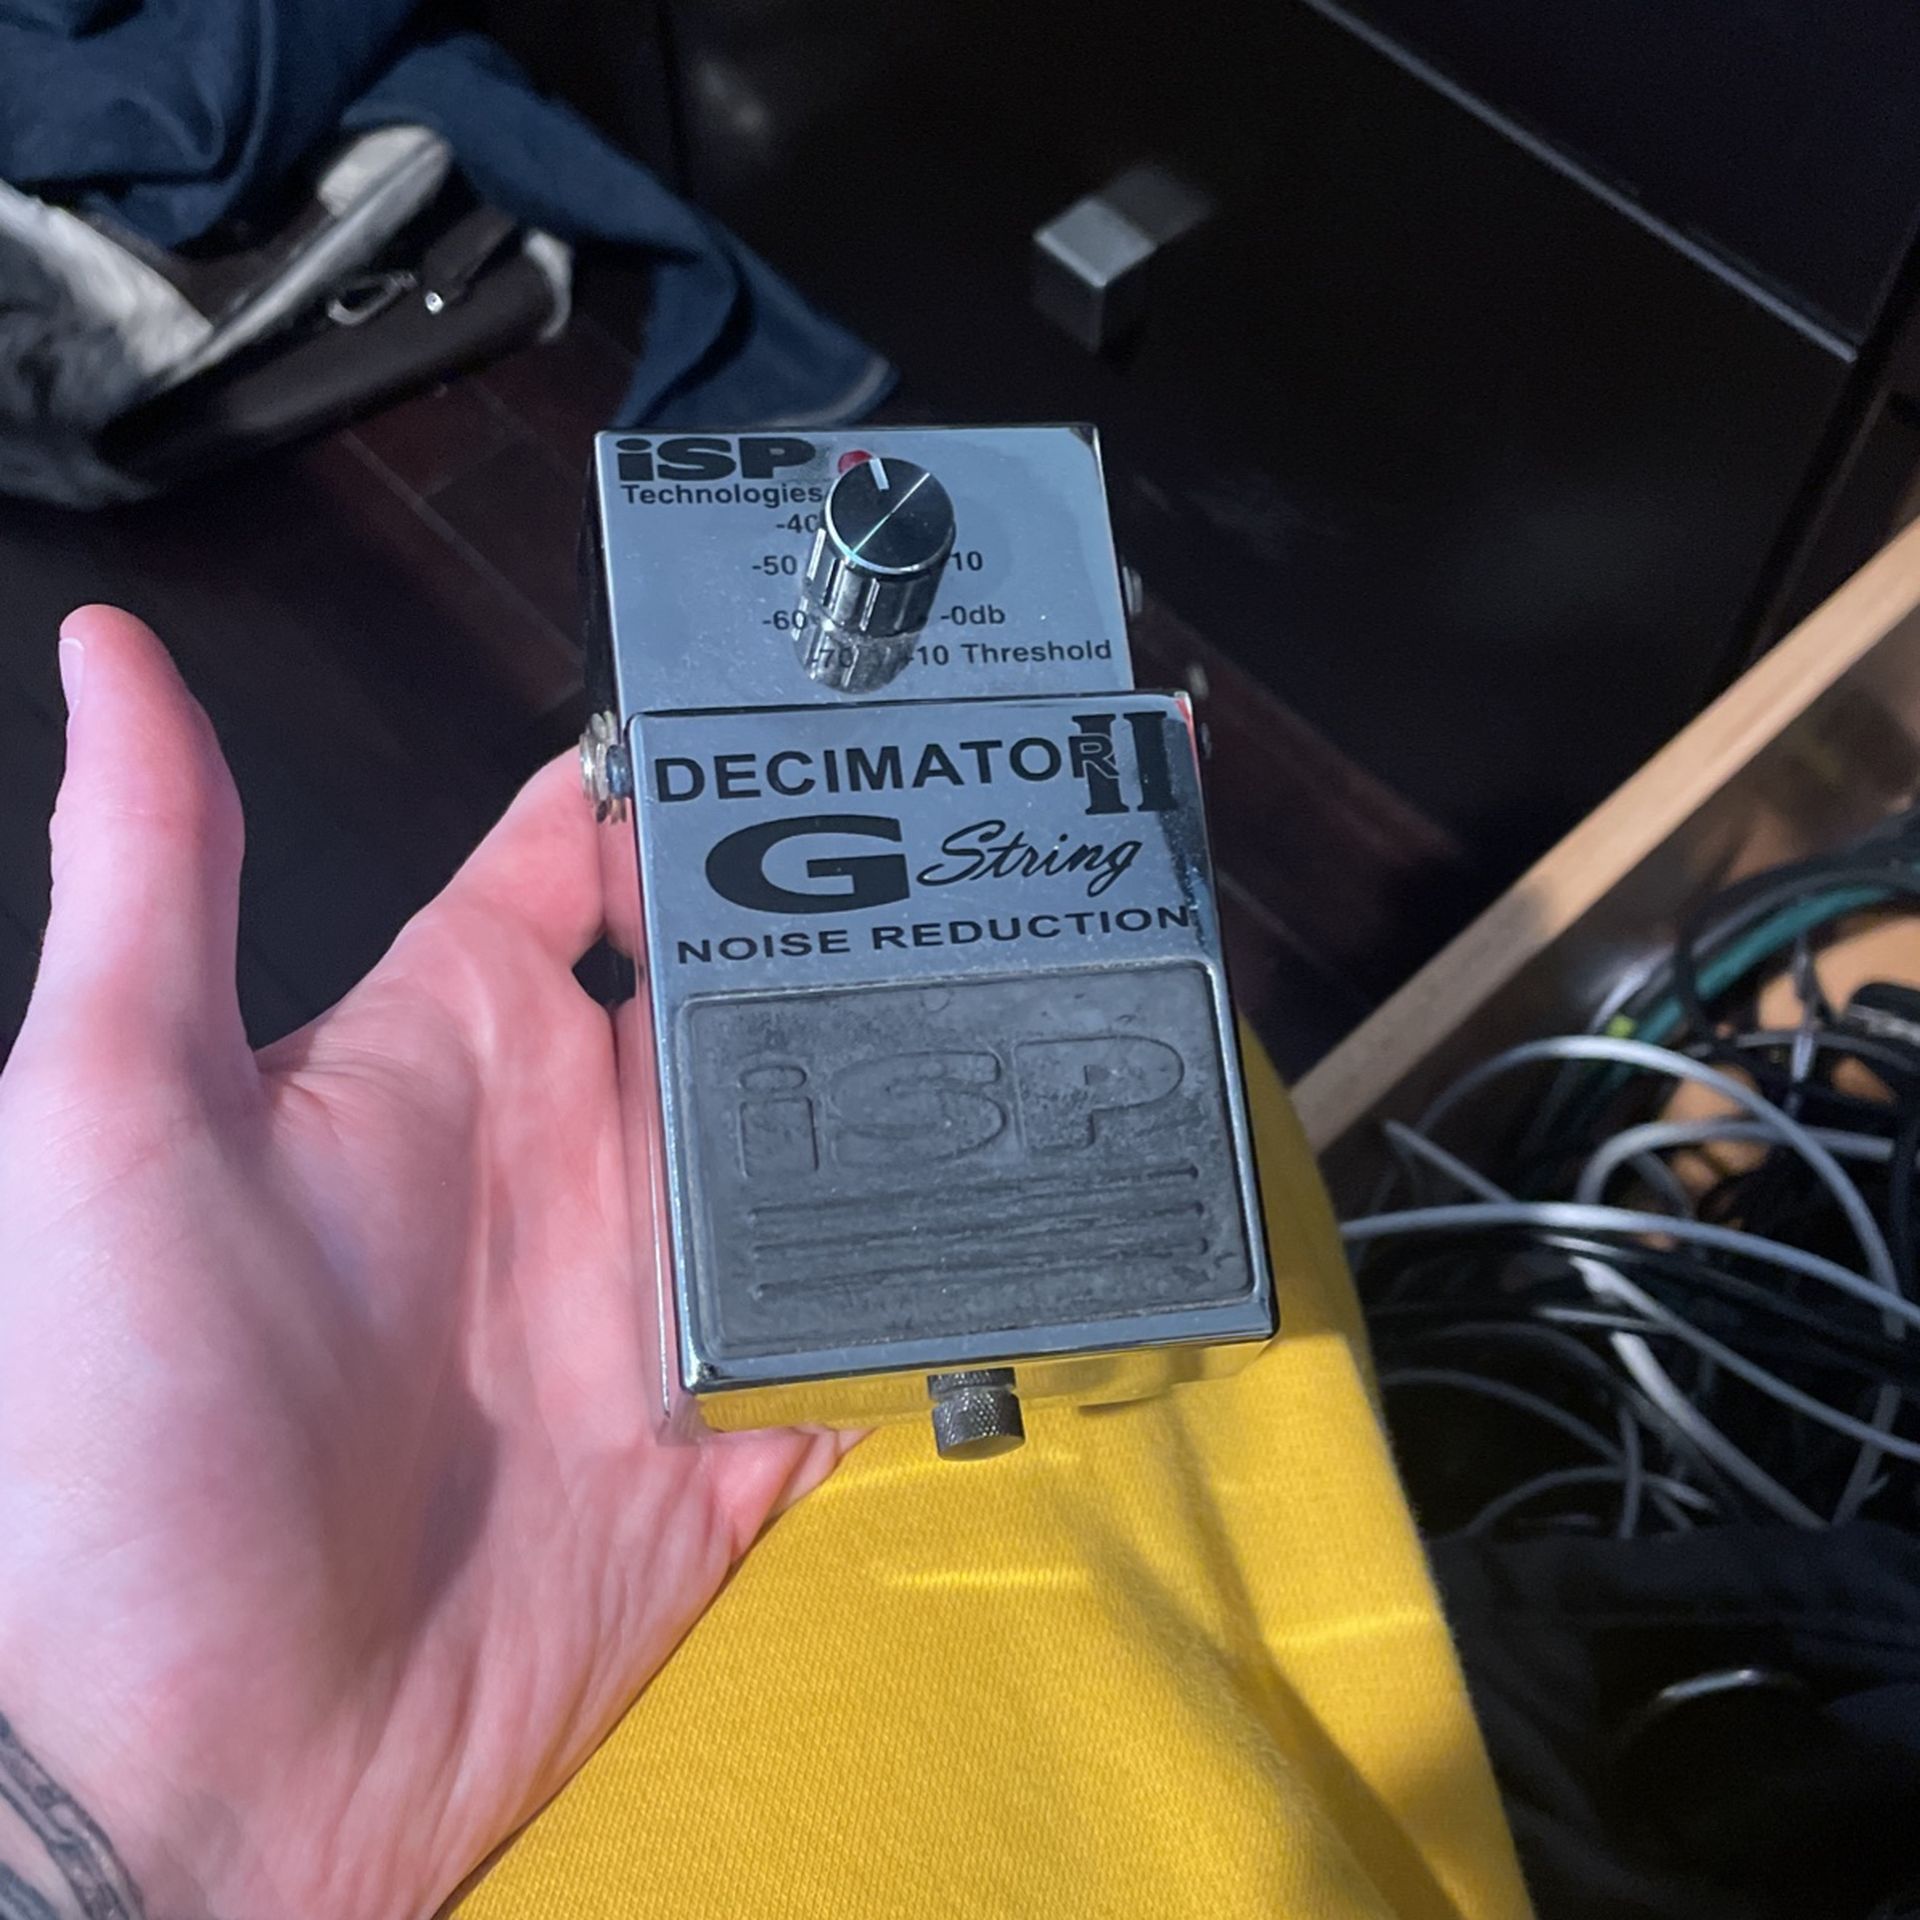 iSP
Technologies
-40
-50
10
-60
-0db
-70
+10 Threshold
DECIMATOR II
G String
NOISE REDUCTION
iSP